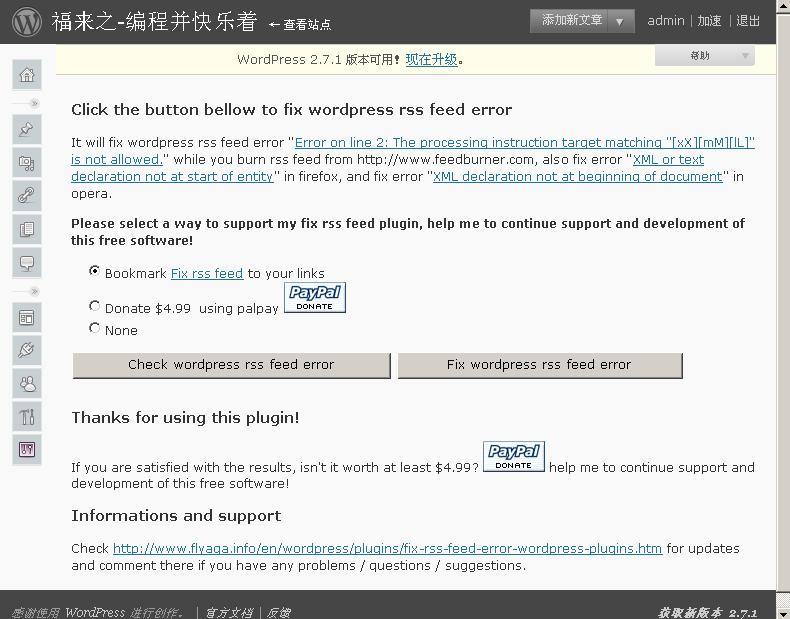 福来之-编程并快乐着 ←查看站点
添加新文章 ▼ admin | 加速 | 退出
WordPress 2.7.1 版本可用！现在升级。
帮助
Click the button bellow to fix wordpress rss feed error
It will fix wordpress rss feed error "Error on line 2: The processing instruction target matching "[xX][mM][lL]"
is not allowed." while you burn rss feed from http://www.feedburner.com, also fix error "XML or text
declaration not at start of entity" in firefox, and fix error "XML declaration not at beginning of document" in
opera.
Please select a way to support my fix rss feed plugin, help me to continue support and development of
this free software!
Bookmark Fix rss feed to your links
Donate $4.99 using palpay PayPal DONATE
None
Check wordpress rss feed error Fix wordpress rss feed error
Thanks for using this plugin!
If you are satisfied with the results, isn't it worth at least $4.99? PayPal DONATE help me to continue support and
development of this free software!
Informations and support
Check http://www.flyaga.info/en/wordpress/plugins/fix-rss-feed-error-wordpress-plugins.htm for updates
and comment there if you have any problems / questions / suggestions.
感谢使用 WordPress 进行创作。 | 官方文档 | 反馈
获取新版本 2.7.1